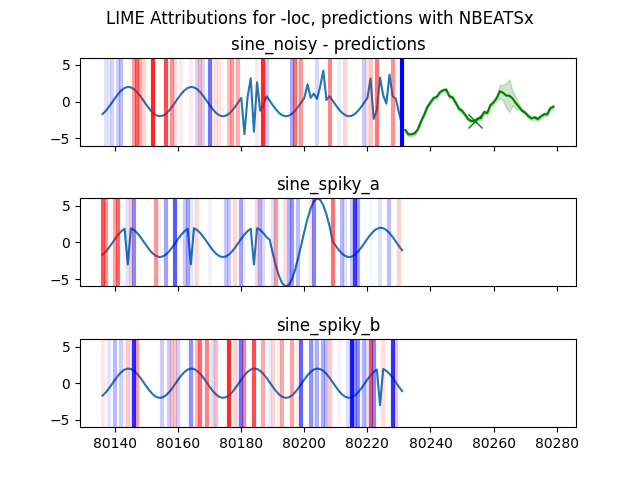 LIME Attributions for -loc, predictions with NBEATSx
sine_noisy - predictions
5
0
−5
sine_spiky_a
5
0
−5
sine_spiky_b
5
0
−5
80140 80160 80180 80200 80220 80240 80260 80280